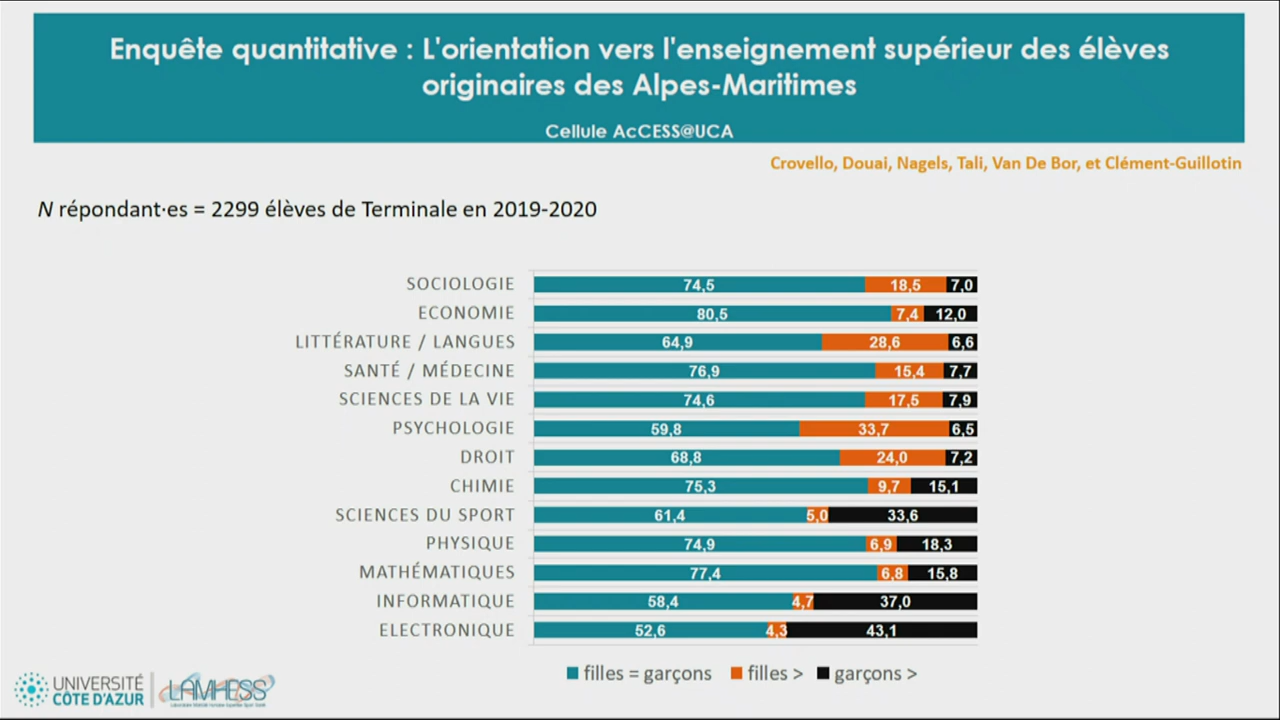 Enquête quantitative : L'orientation vers l'enseignement supérieur des élèves
originaires des Alpes-Maritimes
Cellule AcCESS@UCA
Crovello, Douai, Nagels, Tali, Van De Bor, et Clément-Guillotin
N répondant·es = 2299 élèves de Terminale en 2019-2020
SOCIOLOGIE 74,5 18,5 7,0
ECONOMIE 80,5 7,4 12,0
LITTÉRATURE / LANGUES 64,9 28,6 6,6
SANTÉ / MÉDECINE 76,9 15,4 7,7
SCIENCES DE LA VIE 74,6 17,5 7,9
PSYCHOLOGIE 59,8 33,7 6,5
DROIT 68,8 24,0 7,2
CHIMIE 75,3 9,7 15,1
SCIENCES DU SPORT 61,4 5,0 33,6
PHYSIQUE 74,9 6,9 18,3
MATHÉMATIQUES 77,4 6,8 15,8
INFORMATIQUE 58,4 4,7 37,0
ELECTRONIQUE 52,6 4,3 43,1
filles = garçons filles > garçons >
UNIVERSITÉ
CÔTE D'AZUR
LAMHESS